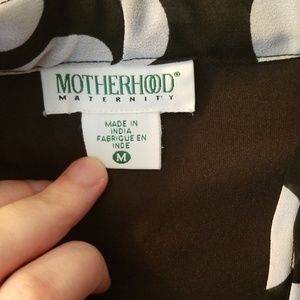 MOTHERHOOD®
MATERNITY
MADE IN
INDIA
FABRIQUE EN
INDE
M